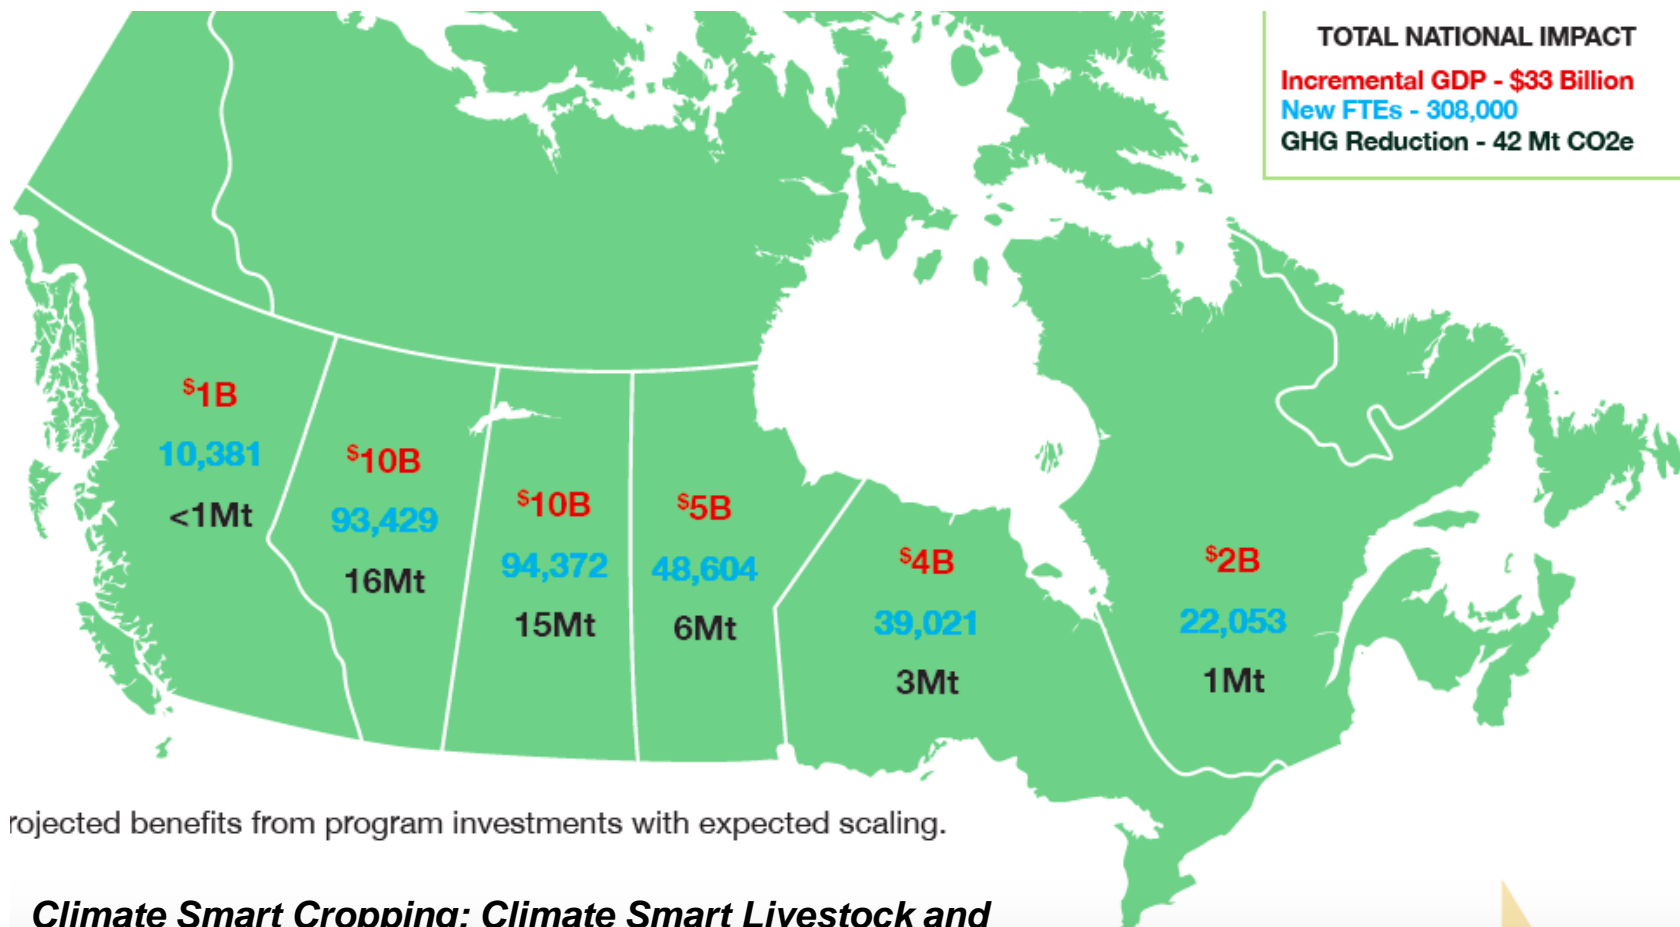 TOTAL NATIONAL IMPACT
Incremental GDP - $33 Billion
New FTEs - 308,000
GHG Reduction - 42 Mt CO2e
$1B
10,381
<1Mt
$10B
93,429
16Mt
$10B
94,372
15Mt
$5B
48,604
6Mt
$4B
39,021
3Mt
$2B
22,053
1Mt
rojected benefits from program investments with expected scaling.
Climate Smart Cropping: Climate Smart Livestock and